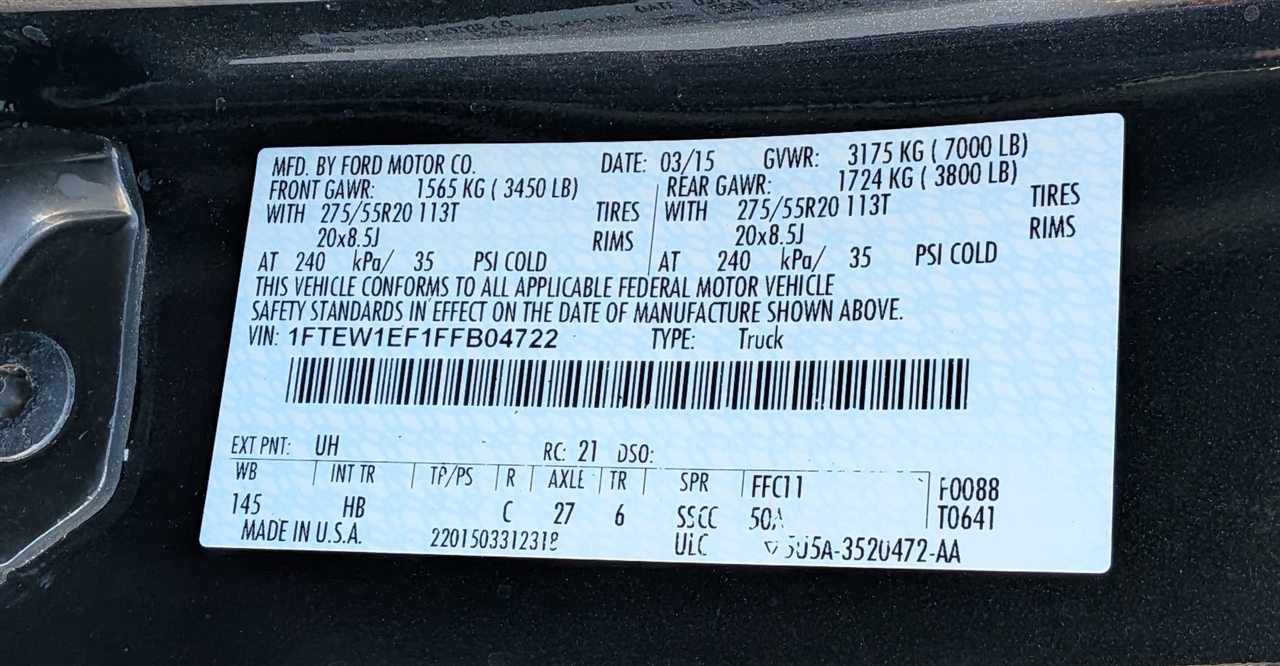 MFD. BY FORD MOTOR CO. DATE: 03/15 GVWR: 3175 KG ( 7000 LB)
FRONT GAWR: 1565 KG ( 3450 LB) REAR GAWR: 1724 KG ( 3800 LB)
WITH 275/55R20 113T TIRES WITH 275/55R20 113T TIRES
20x8.5J RIMS 20x8.5J RIMS
AT 240 kPa/ 35 PSI COLD AT 240 kPa/ 35 PSI COLD
THIS VEHICLE CONFORMS TO ALL APPLICABLE FEDERAL MOTOR VEHICLE
SAFETY STANDARDS IN EFFECT ON THE DATE OF MANUFACTURE SHOWN ABOVE.
VIN: 1FTEW1EF1FFB04722 TYPE: Truck
EXT PNT: UH RC: 21 DSO:
WB INT TR TP/PS R AXLE TR SPR FFC11 F0088
145 HB C 27 6 SSCC T0641
MADE IN U.S.A. 2201503312318 ULC